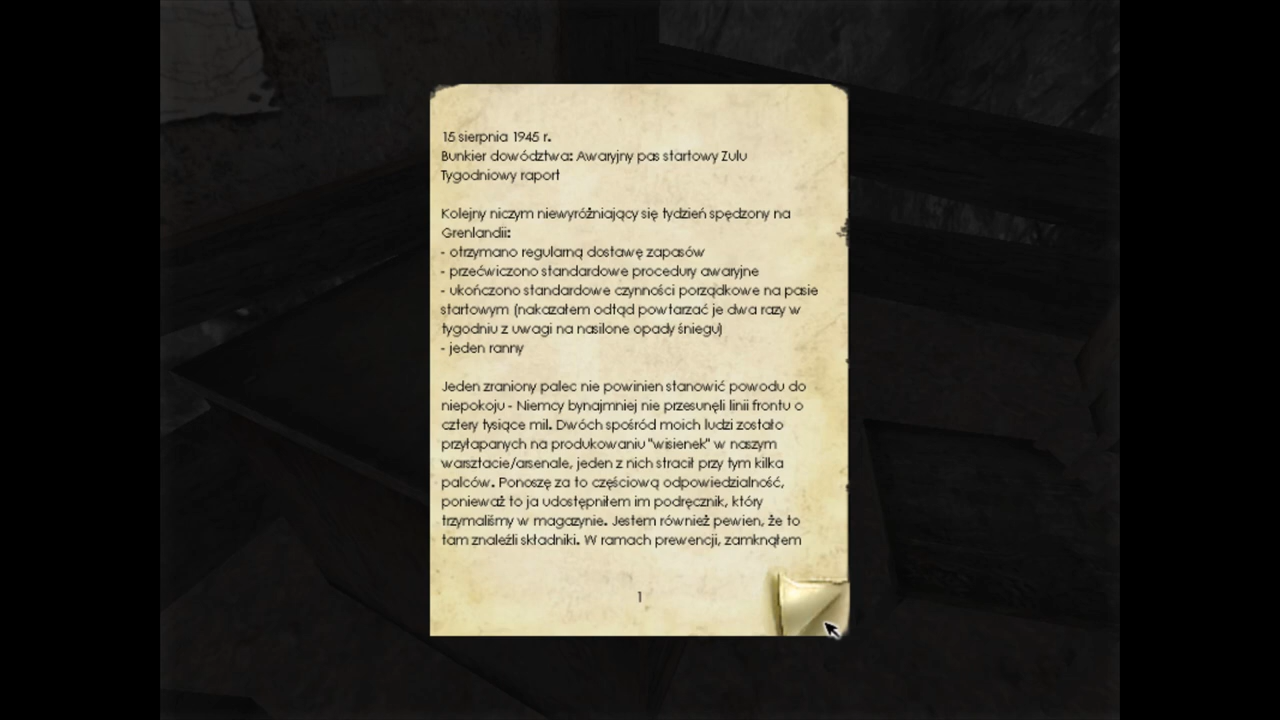 15 sierpnia 1945 r.
Bunkier dowództwa: Awaryjny pas startowy Zulu
Tygodniowy raport
Kolejny niczym niewyróżniający się tydzień spędzony na
Grenlandii:
- otrzymano regularną dostawę zapasów
- przećwiczono standardowe procedury awaryjne
- ukończono standardowe czynności porządkowe na pasie
startowym (nakazałem odtąd powtarzać je dwa razy w
tygodniu z uwagi na nasilone opady śniegu)
- jeden ranny
Jeden zraniony palec nie powinien stanowić powodu do
niepokoju - Niemcy bynajmniej nie przesunęli linii frontu o
cztery tysiące mil. Dwóch spośród moich ludzi zostało
przyłapanych na produkowaniu "wisienek" w naszym
warsztacie/arsenale, jeden z nich stracił przy tym kilka
palców. Ponoszę za to częściową odpowiedzialność,
ponieważ to ja udostępniłem im podręcznik, który
trzymaliśmy w magazynie. Jestem również pewien, że to
tam znaleźli składniki. W ramach prewencji, zamknąłem
1